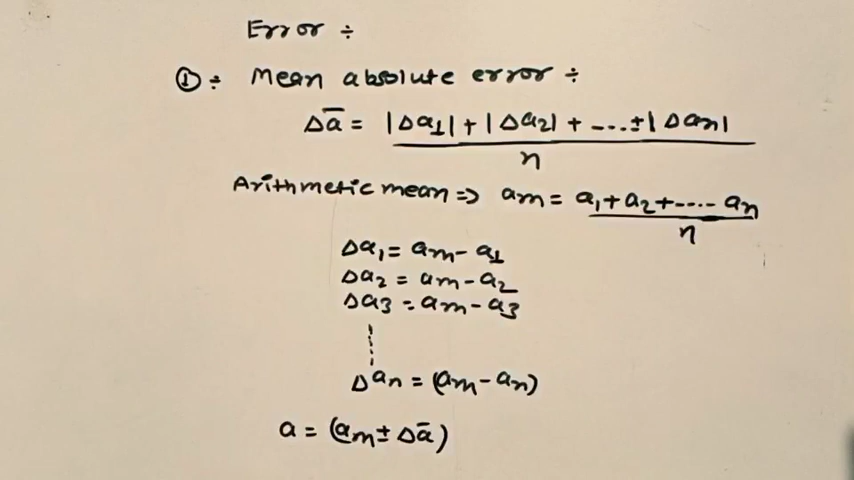 Error ÷
① ÷ Mean absolute error ÷
Δā = |Δa1| + |Δa2| + ....± |Δan|
n
Arithmetic mean => am = a1+a2+.... an
n
Δa1 = am - a1
Δa2 = am - a2
Δa3 = am - a3
Δan = (am - an)
a = (am ± Δā)